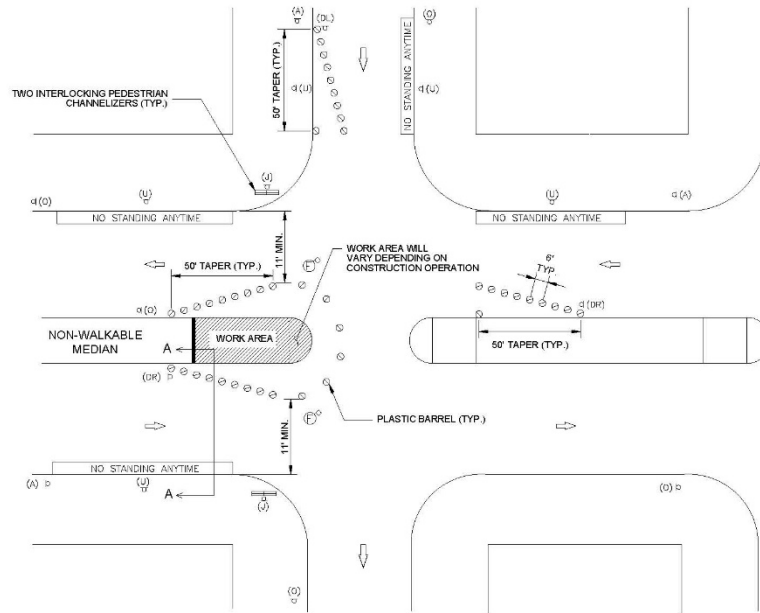 (A)
(DL)
(O)
TWO INTERLOCKING PEDESTRIAN
CHANNELIZERS (TYP.)
50' TAPER (TYP.)
(U)
NO STANDING ANYTIME
(U)
(J)
(O)
(U)
(U)
(A)
NO STANDING ANYTIME
NO STANDING ANYTIME
11' MIN.
WORK AREA WILL
VARY DEPENDING ON
CONSTRUCTION OPERATION
50' TAPER (TYP.)
F
6'
TYP.
(O)
(DR)
NON-WALKABLE
MEDIAN
WORK AREA
A
50' TAPER (TYP.)
(DR)
PLASTIC BARREL (TYP.)
F
11' MIN.
NO STANDING ANYTIME
(A)
(U)
A
(J)
(O)
(O)